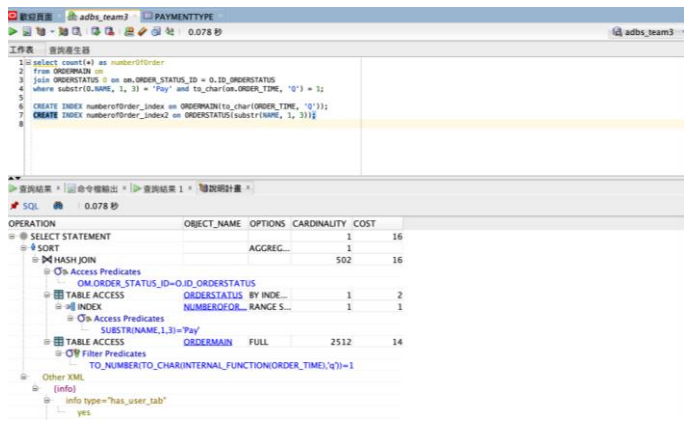 歡迎頁面 adbs_team3 PAYMENTTYPE
0.078 秒 adbs_team3
工作表 查詢產生器
1 select count(*) as numberOfOrder
2 from ORDERMAIN om
3 join ORDERSTATUS O on om.ORDER_STATUS_ID = O.ID_ORDERSTATUS
4 where substr(O.NAME, 1, 3) = 'Pay' and to_char(om.ORDER_TIME, 'Q') = 1;
5
6 CREATE INDEX numberofOrder_index on ORDERMAIN(to_char(ORDER_TIME, 'Q'));
7 CREATE INDEX numberofOrder_index2 on ORDERSTATUS(substr(NAME, 1, 3));
8
查詢結果 × 命令檔輸出 × 查詢結果 1 × 說明計畫 ×
SQL 0.078 秒
OPERATION OBJECT_NAME OPTIONS CARDINALITY COST
SELECT STATEMENT 1 16
SORT AGGREG... 1
HASH JOIN 502 16
Access Predicates
OM.ORDER_STATUS_ID=O.ID_ORDERSTATUS
TABLE ACCESS ORDERSTATUS BY INDE... 1 2
INDEX NUMBEROFOR... RANGE S... 1 1
Access Predicates
SUBSTR(NAME,1,3)='Pay'
TABLE ACCESS ORDERMAIN FULL 2512 14
Filter Predicates
TO_NUMBER(TO_CHAR(INTERNAL_FUNCTION(ORDER_TIME),'q'))=1
Other XML
{info}
info type="has_user_tab"
yes